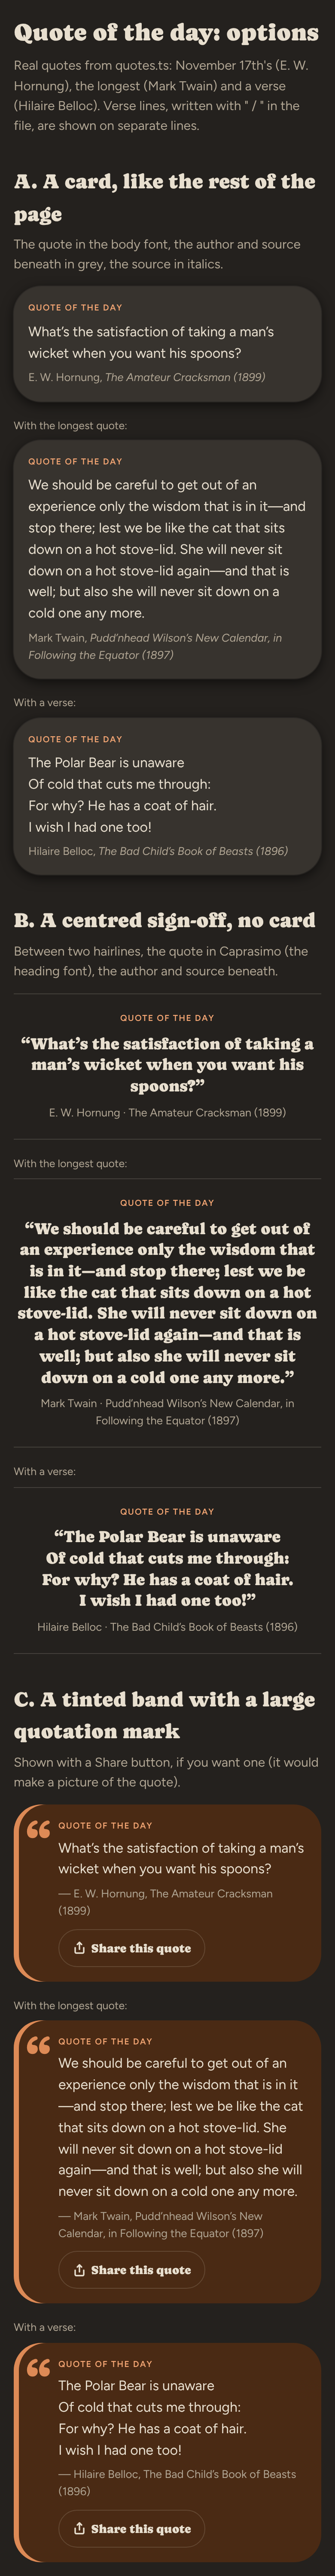 Quote of the day: options
Real quotes from quotes.ts: November 17th's (E. W.
Hornung), the longest (Mark Twain) and a verse
(Hilaire Belloc). Verse lines, written with " / " in the
file, are shown on separate lines.
A. A card, like the rest of the
page
The quote in the body font, the author and source
beneath in grey, the source in italics.
QUOTE OF THE DAY
What’s the satisfaction of taking a man’s
wicket when you want his spoons?
E. W. Hornung, The Amateur Cracksman (1899)
With the longest quote:
QUOTE OF THE DAY
We should be careful to get out of an
experience only the wisdom that is in it—and
stop there; lest we be like the cat that sits
down on a hot stove-lid. She will never sit
down on a hot stove-lid again—and that is
well; but also she will never sit down on a
cold one any more.
Mark Twain, Pudd’nhead Wilson’s New Calendar, in
Following the Equator (1897)
With a verse:
QUOTE OF THE DAY
The Polar Bear is unaware
Of cold that cuts me through:
For why? He has a coat of hair.
I wish I had one too!
Hilaire Belloc, The Bad Child’s Book of Beasts (1896)
B. A centred sign-off, no card
Between two hairlines, the quote in Caprasimo (the
heading font), the author and source beneath.
QUOTE OF THE DAY
“What’s the satisfaction of taking a
man’s wicket when you want his
spoons?”
E. W. Hornung · The Amateur Cracksman (1899)
With the longest quote:
QUOTE OF THE DAY
“We should be careful to get out of
an experience only the wisdom that
is in it—and stop there; lest we be
like the cat that sits down on a hot
stove-lid. She will never sit down on
a hot stove-lid again—and that is
well; but also she will never sit
down on a cold one any more.”
Mark Twain · Pudd’nhead Wilson’s New Calendar, in
Following the Equator (1897)
With a verse:
QUOTE OF THE DAY
“The Polar Bear is unaware
Of cold that cuts me through:
For why? He has a coat of hair.
I wish I had one too!”
Hilaire Belloc · The Bad Child’s Book of Beasts (1896)
C. A tinted band with a large
quotation mark
Shown with a Share button, if you want one (it would
make a picture of the quote).
“
QUOTE OF THE DAY
What’s the satisfaction of taking a man’s
wicket when you want his spoons?
— E. W. Hornung, The Amateur Cracksman
(1899)
Share this quote
With the longest quote:
“
QUOTE OF THE DAY
We should be careful to get out of an
experience only the wisdom that is in it
—and stop there; lest we be like the cat
that sits down on a hot stove-lid. She
will never sit down on a hot stove-lid
again—and that is well; but also she will
never sit down on a cold one any more.
— Mark Twain, Pudd’nhead Wilson’s New
Calendar, in Following the Equator (1897)
Share this quote
With a verse:
“
QUOTE OF THE DAY
The Polar Bear is unaware
Of cold that cuts me through:
For why? He has a coat of hair.
I wish I had one too!
— Hilaire Belloc, The Bad Child’s Book of Beasts
(1896)
Share this quote